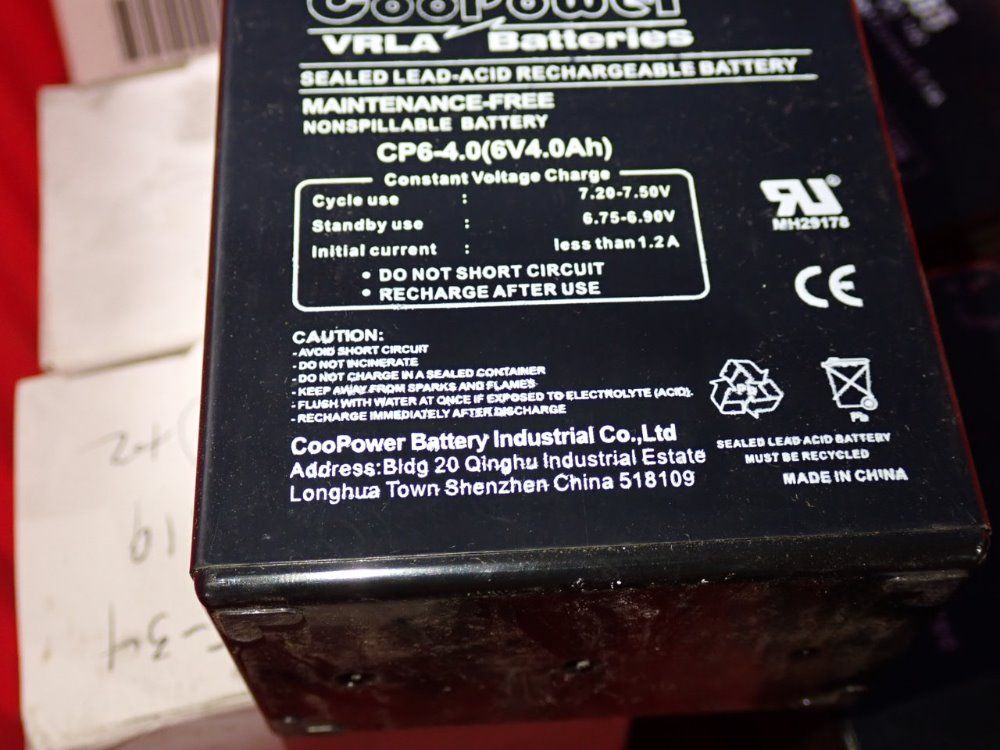 CooPower
VRLA Batteries
SEALED LEAD-ACID RECHARGEABLE BATTERY
MAINTENANCE-FREE
NONSPILLABLE BATTERY
CP6-4.0(6V4.0Ah)
Constant Voltage Charge
Cycle use : 7.20-7.50V
Standby use : 6.75-6.90V
Initial current : less than 1.2A
• DO NOT SHORT CIRCUIT
• RECHARGE AFTER USE
MH29178
CE
CAUTION:
- AVOID SHORT CIRCUIT
- DO NOT INCINERATE
- DO NOT CHARGE IN A SEALED CONTAINER
- KEEP AWAY FROM SPARKS AND FLAMES
- FLUSH WITH WATER AT ONCE IF EXPOSED TO ELECTROLYTE (ACID).
- RECHARGE IMMEDIATELY AFTER DISCHARGE
Pb
Pb
CooPower Battery Industrial Co.,Ltd
Address:Bldg 20 Qinghu Industrial Estate
Longhua Town Shenzhen China 518109
SEALED LEAD-ACID BATTERY
MUST BE RECYCLED
MADE IN CHINA